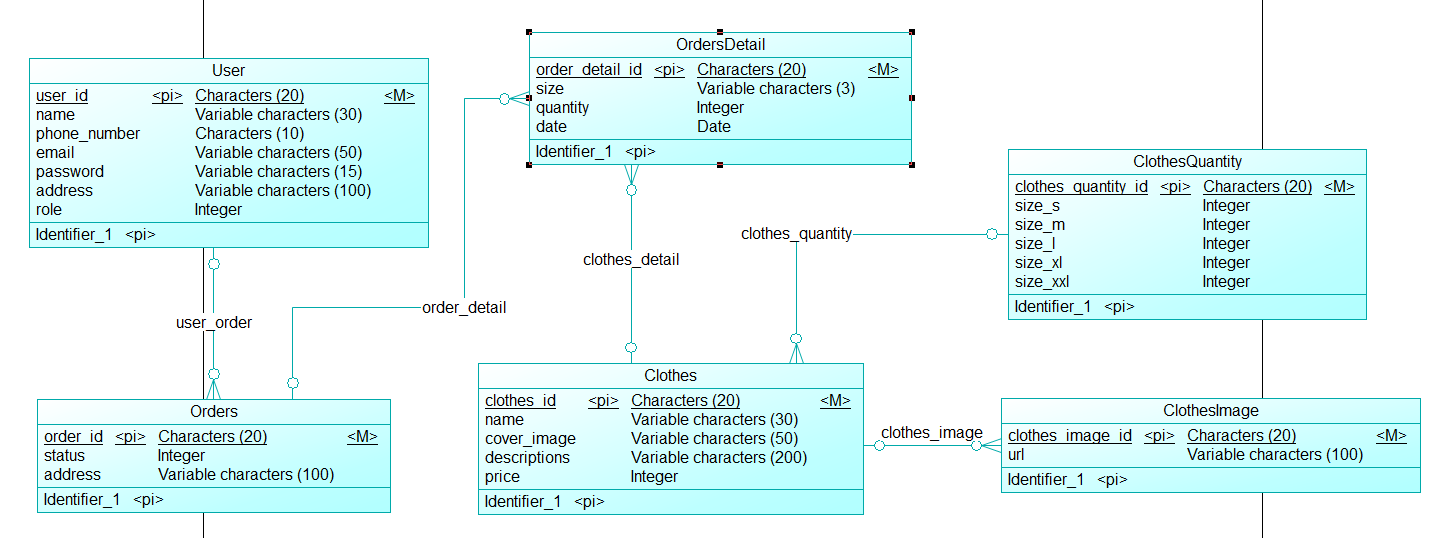 User
user_id <pi> Characters (20) <M>
name Variable characters (30)
phone_number Characters (10)
email Variable characters (50)
password Variable characters (15)
address Variable characters (100)
role Integer
Identifier_1 <pi>
OrdersDetail
order_detail_id <pi> Characters (20) <M>
size Variable characters (3)
quantity Integer
date Date
Identifier_1 <pi>
ClothesQuantity
clothes_quantity_id <pi> Characters (20) <M>
size_s Integer
size_m Integer
size_l Integer
size_xl Integer
size_xxl Integer
Identifier_1 <pi>
clothes_quantity
clothes_detail
order_detail
user_order
Orders
order_id <pi> Characters (20) <M>
status Integer
address Variable characters (100)
Identifier_1 <pi>
Clothes
clothes_id <pi> Characters (20) <M>
name Variable characters (30)
cover_image Variable characters (50)
descriptions Variable characters (200)
price Integer
Identifier_1 <pi>
clothes_image
ClothesImage
clothes_image_id <pi> Characters (20) <M>
url Variable characters (100)
Identifier_1 <pi>